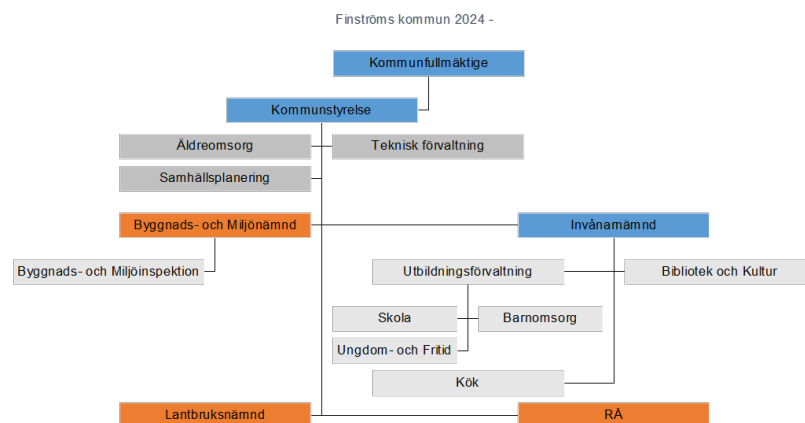 Finströms kommun 2024 -
Kommunfullmäktige
Kommunstyrelse
Äldreomsorg
Teknisk förvaltning
Samhällsplanering
Byggnads- och Miljönämnd
Invånarnämnd
Byggnads- och Miljöinspektion
Utbildningsförvaltning
Bibliotek och Kultur
Skola
Barnomsorg
Ungdom- och Fritid
Kök
Lantbruksnämnd
RÅ